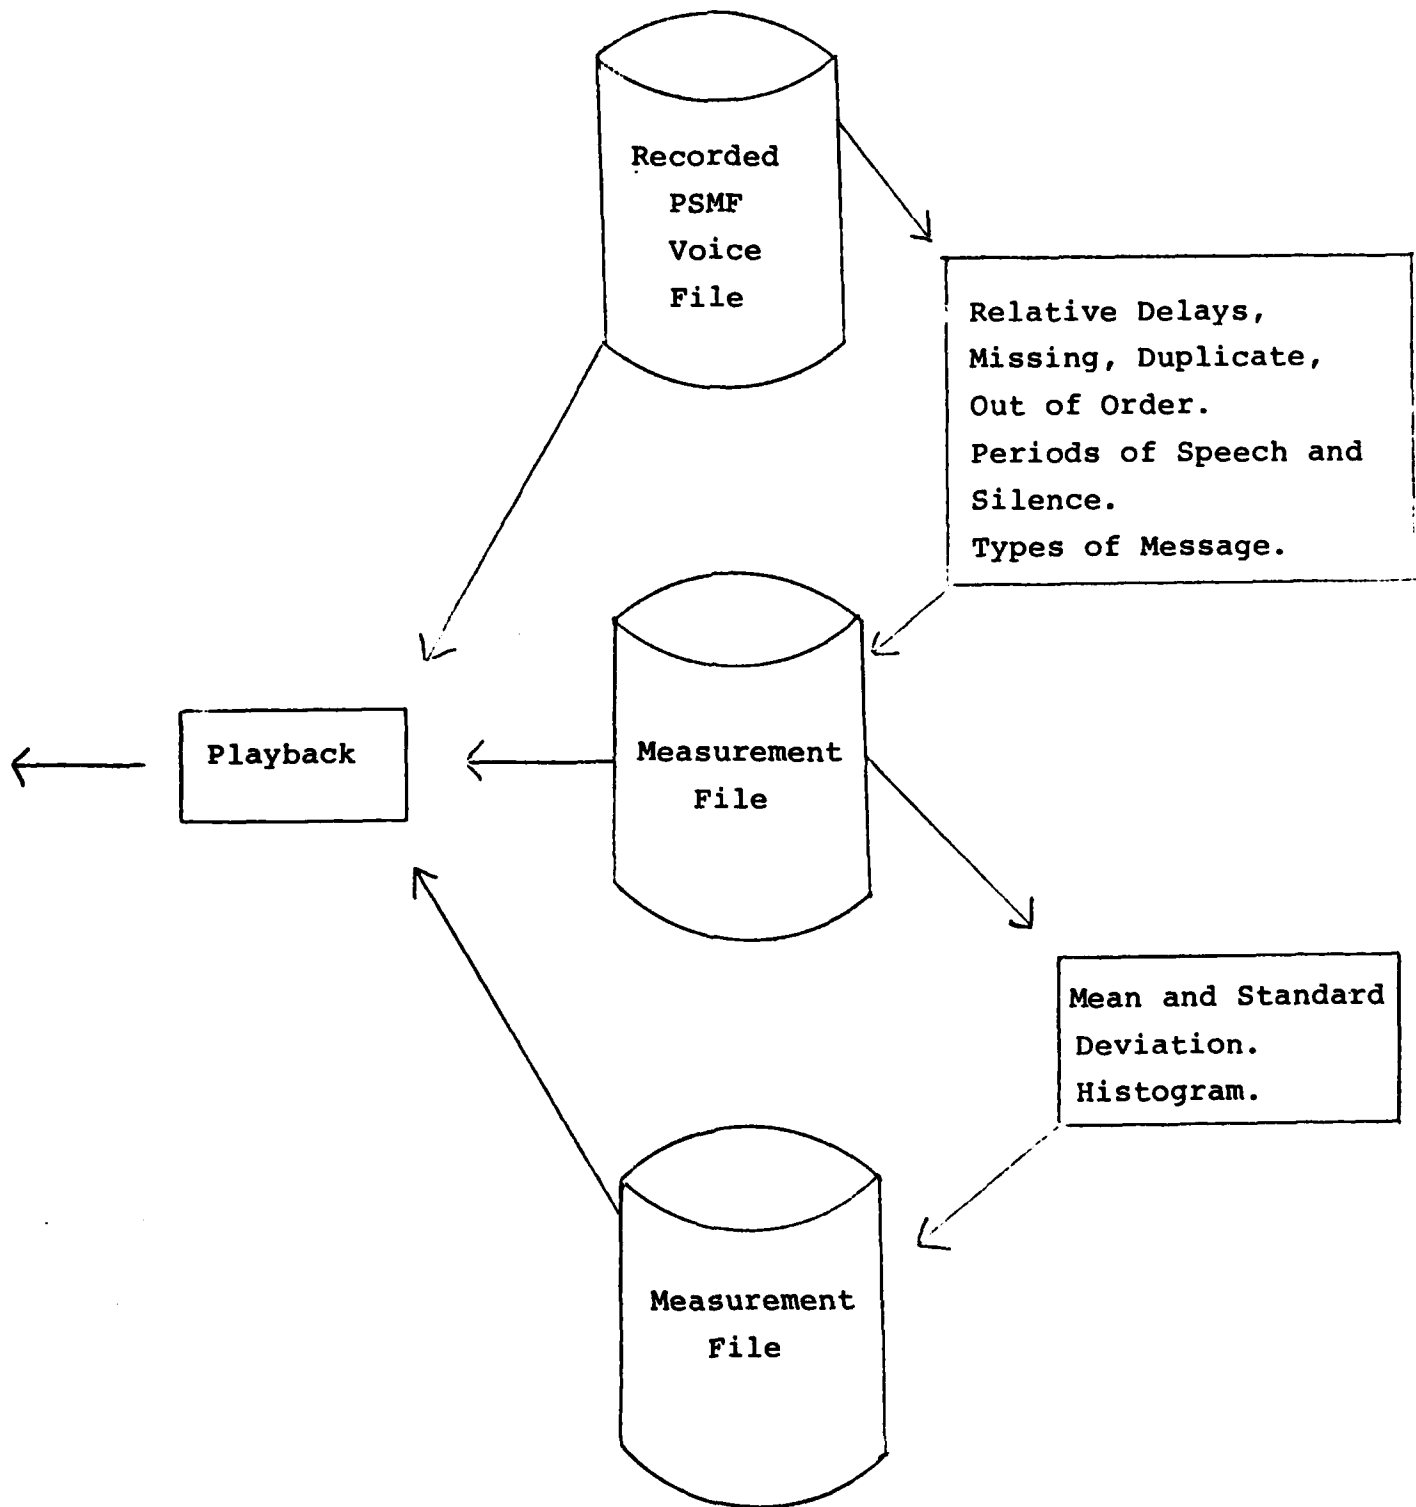 Recorded
PSMF
Voice
File
Relative Delays,
Missing, Duplicate,
Out of Order.
Periods of Speech and
Silence.
Types of Message.
Playback
Measurement
File
Mean and Standard
Deviation.
Histogram.
Measurement
File